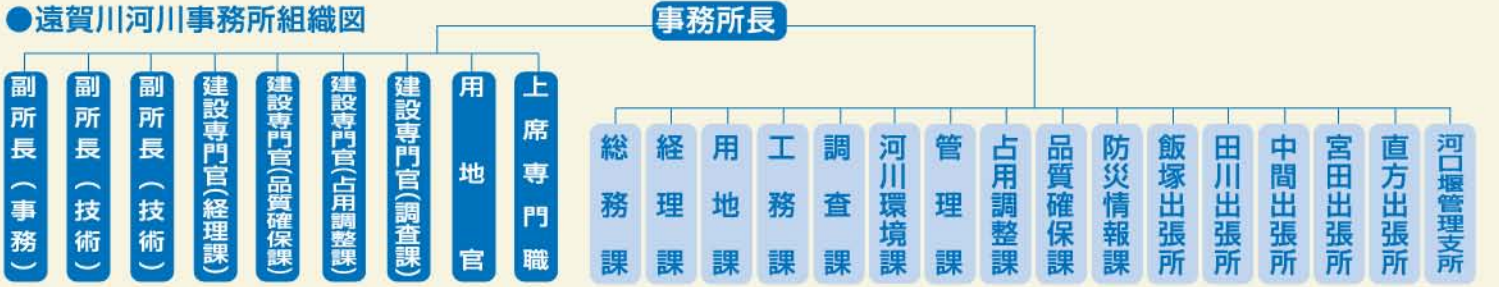 ●遠賀川河川事務所組織図
事務所長
副所長（事務）
副所長（技術）
副所長（技術）
建設専門官（経理課）
建設専門官（品質確保課）
建設専門官（占用調整課）
建設専門官（調査課）
用地官
上席専門職
総務課
経理課
用地課
工務課
調査課
河川環境課
管理課
占用調整課
品質確保課
防災情報課
飯塚出張所
田川出張所
中間出張所
宮田出張所
直方出張所
河口堰管理支所